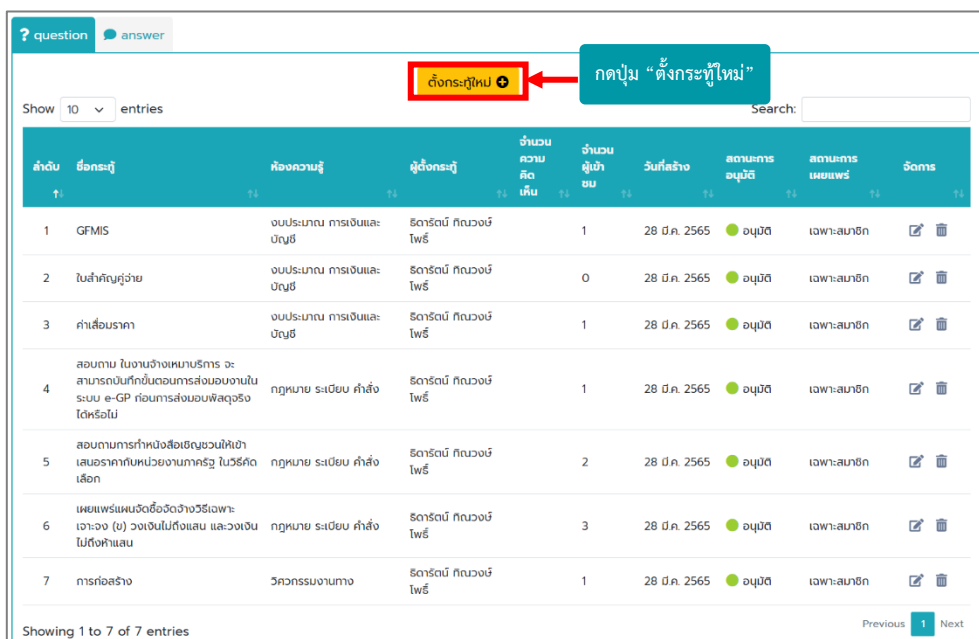 question answer
ตั้งกระทู้ใหม่
กดปุ่ม “ตั้งกระทู้ใหม่”
Show 10 entries
Search:
ลำดับ ชื่อกระทู้ ห้องความรู้ ผู้ตั้งกระทู้ จำนวนความคิดเห็น จำนวนผู้เข้าชม วันที่สร้าง สถานะการอนุมัติ สถานะการเผยแพร่ จัดการ
1 GFMIS งบประมาณ การเงินและบัญชี ธิดารัตน์ ทิณวงษ์โพธิ์ 1 28 มี.ค. 2565 อนุมัติ เฉพาะสมาชิก
2 ใบสำคัญคู่จ่าย งบประมาณ การเงินและบัญชี ธิดารัตน์ ทิณวงษ์โพธิ์ 0 28 มี.ค. 2565 อนุมัติ เฉพาะสมาชิก
3 ค่าเสื่อมราคา งบประมาณ การเงินและบัญชี ธิดารัตน์ ทิณวงษ์โพธิ์ 1 28 มี.ค. 2565 อนุมัติ เฉพาะสมาชิก
4 สอบถาม ในงานจ้างเหมาบริการ จะสามารถบันทึกขั้นตอนการส่งมอบงานในระบบ e-GP ก่อนการส่งมอบพัสดุจริงได้หรือไม่ กฎหมาย ระเบียบ คำสั่ง ธิดารัตน์ ทิณวงษ์โพธิ์ 1 28 มี.ค. 2565 อนุมัติ เฉพาะสมาชิก
5 สอบถามการทำหนังสือเชิญชวนให้เข้าเสนอราคากับหน่วยงานภาครัฐ ในวิธีคัดเลือก กฎหมาย ระเบียบ คำสั่ง ธิดารัตน์ ทิณวงษ์โพธิ์ 2 28 มี.ค. 2565 อนุมัติ เฉพาะสมาชิก
6 เผยแพร่แผนจัดซื้อจัดจ้างวิธีเฉพาะเจาะจง (ข) วงเงินไม่ถึงแสน และวงเงินไม่ถึงห้าแสน กฎหมาย ระเบียบ คำสั่ง ธิดารัตน์ ทิณวงษ์โพธิ์ 3 28 มี.ค. 2565 อนุมัติ เฉพาะสมาชิก
7 การก่อสร้าง วิศวกรรมงานทาง ธิดารัตน์ ทิณวงษ์โพธิ์ 1 28 มี.ค. 2565 อนุมัติ เฉพาะสมาชิก
Showing 1 to 7 of 7 entries
Previous 1 Next